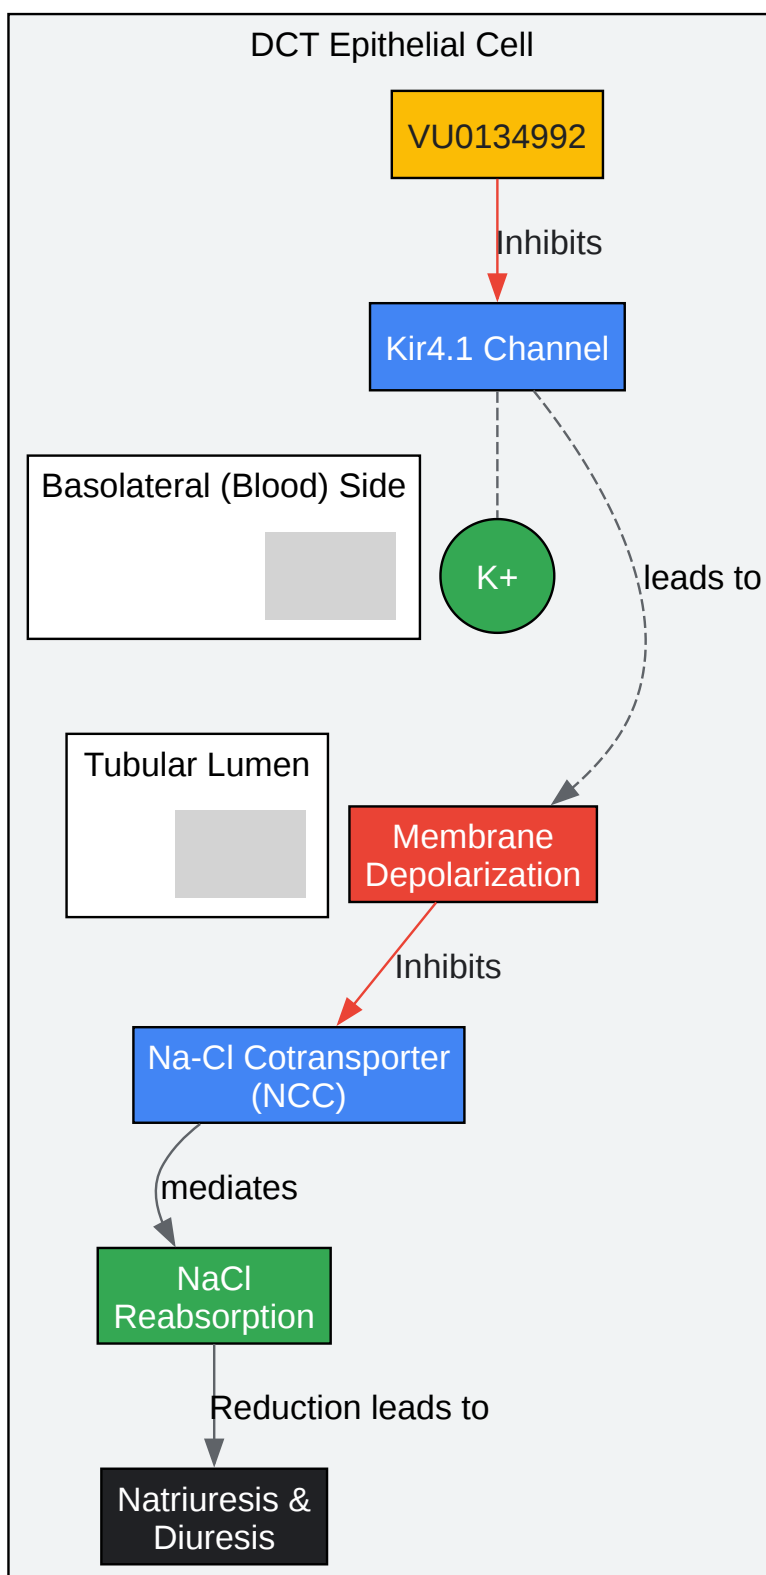 DCT Epithelial Cell
VU0134992
Inhibits
Kir4.1 Channel
Basolateral (Blood) Side
K+
leads to
Tubular Lumen
Membrane
Depolarization
Inhibits
Na-Cl Cotransporter
(NCC)
mediates
NaCl
Reabsorption
Reduction leads to
Natriuresis &
Diuresis